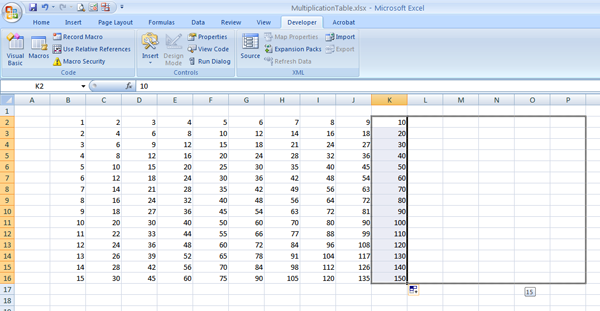 MultiplicationTable.xlsx - Microsoft Excel
Home Insert Page Layout Formulas Data Review View Developer Acrobat
Visual Basic Macros Record Macro Use Relative References Macro Security Insert Design Mode Properties View Code Run Dialog Source Map Properties Expansion Packs Refresh Data Import Export
Code Controls XML
K2 fx 10
A B C D E F G H I J K L M N O P
1
2 1 2 3 4 5 6 7 8 9 10
3 2 4 6 8 10 12 14 16 18 20
4 3 6 9 12 15 18 21 24 27 30
5 4 8 12 16 20 24 28 32 36 40
6 5 10 15 20 25 30 35 40 45 50
7 6 12 18 24 30 36 42 48 54 60
8 7 14 21 28 35 42 49 56 63 70
9 8 16 24 32 40 48 56 64 72 80
10 9 18 27 36 45 54 63 72 81 90
11 10 20 30 40 50 60 70 80 90 100
12 11 22 33 44 55 66 77 88 99 110
13 12 24 36 48 60 72 84 96 108 120
14 13 26 39 52 65 78 91 104 117 130
15 14 28 42 56 70 84 98 112 126 140
16 15 30 45 60 75 90 105 120 135 150
17 15
18